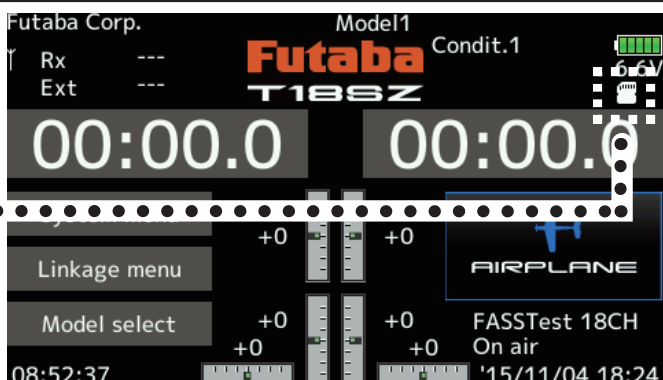 Futaba Corp. Model1
Rx --- Futaba Condit.1
6.6V
Ext --- T18SZ
00:00.0 00:00.0
System menu
+0 +0
Linkage menu AIRPLANE
Model select +0 +0 FASSTest 18CH
+0 +0 On air
08:52:37 '15/11/04 18:24